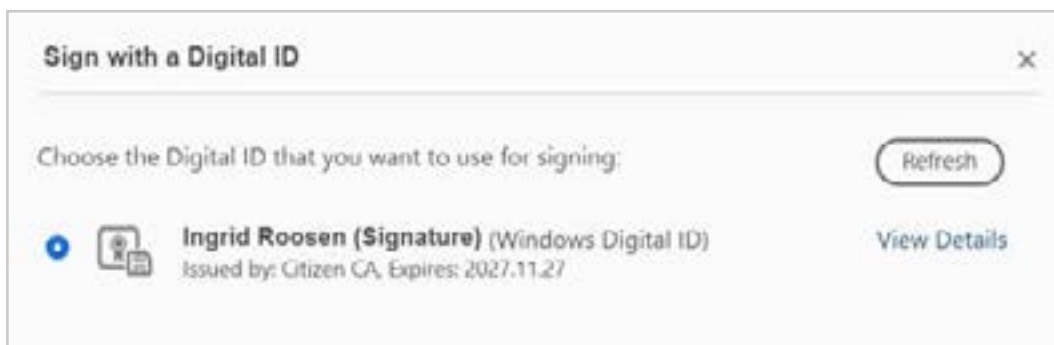 Sign with a Digital ID
Choose the Digital ID that you want to use for signing:
Refresh
Ingrid Roosen (Signature) (Windows Digital ID)
View Details
Issued by: Citizen CA, Expires: 2027.11.27